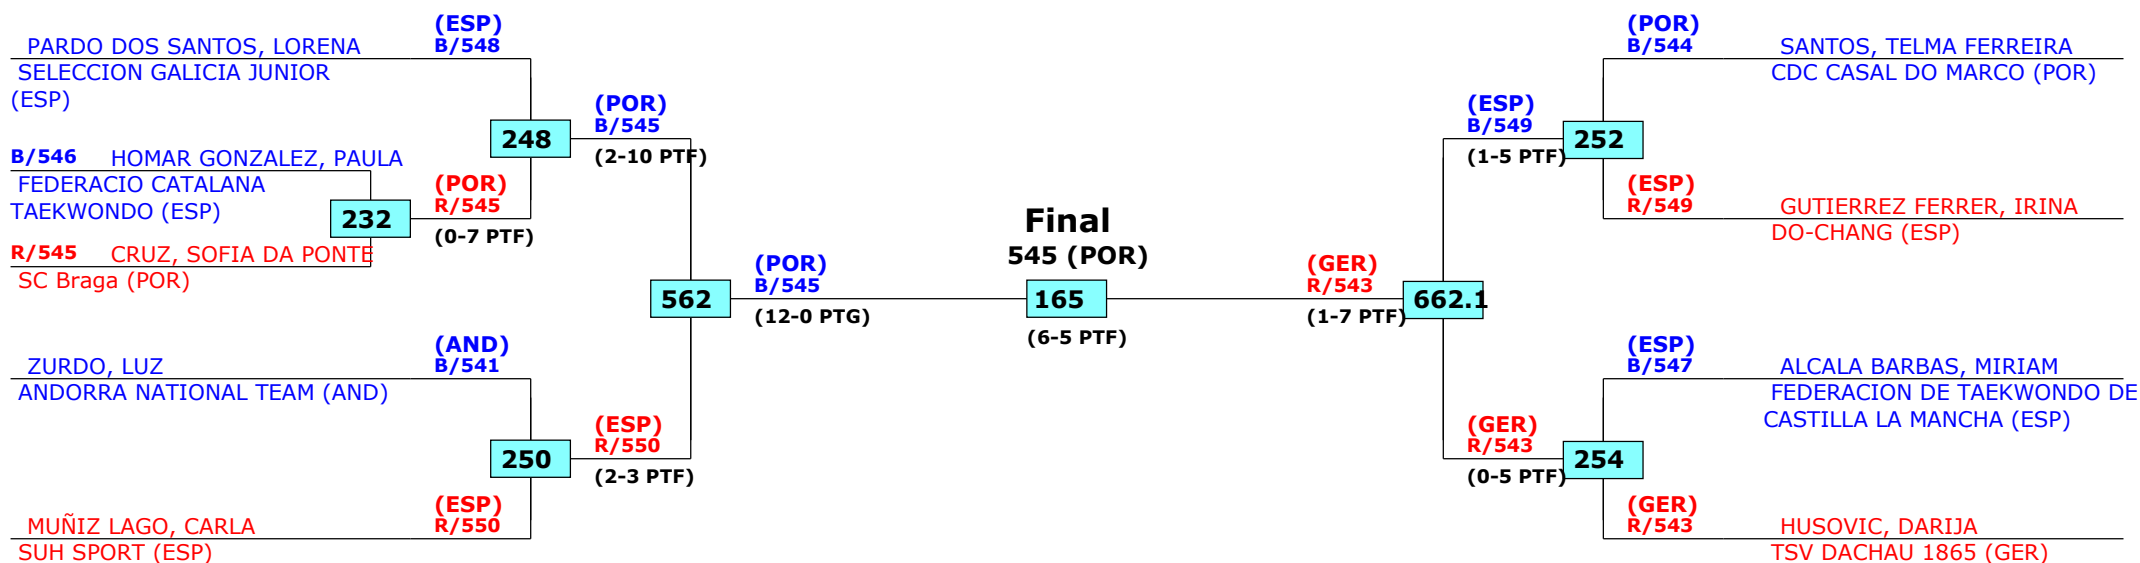 (ESP)
B/548
PARDO DOS SANTOS, LORENA
SELECCION GALICIA JUNIOR
(ESP)
B/546 HOMAR GONZALEZ, PAULA
FEDERACIO CATALANA
TAEKWONDO (ESP)
232
R/545 CRUZ, SOFIA DA PONTE
SC Braga (POR)
(POR)
R/545
(0-7 PTF)
248
(POR)
B/545
(2-10 PTF)
(AND)
B/541
ZURDO, LUZ
ANDORRA NATIONAL TEAM (AND)
250
(ESP)
R/550
MUÑIZ LAGO, CARLA
SUH SPORT (ESP)
(ESP)
R/550
(2-3 PTF)
562
(POR)
B/545
(12-0 PTG)
Final
545 (POR)
165
(6-5 PTF)
(GER)
R/543
(1-7 PTF)
662.1
(ESP)
B/549
(1-5 PTF)
252
(POR)
B/544
SANTOS, TELMA FERREIRA
CDC CASAL DO MARCO (POR)
(ESP)
R/549
GUTIERREZ FERRER, IRINA
DO-CHANG (ESP)
(GER)
R/543
(0-5 PTF)
254
(ESP)
B/547
ALCALA BARBAS, MIRIAM
FEDERACION DE TAEKWONDO DE
CASTILLA LA MANCHA (ESP)
(GER)
R/543
HUSOVIC, DARIJA
TSV DACHAU 1865 (GER)